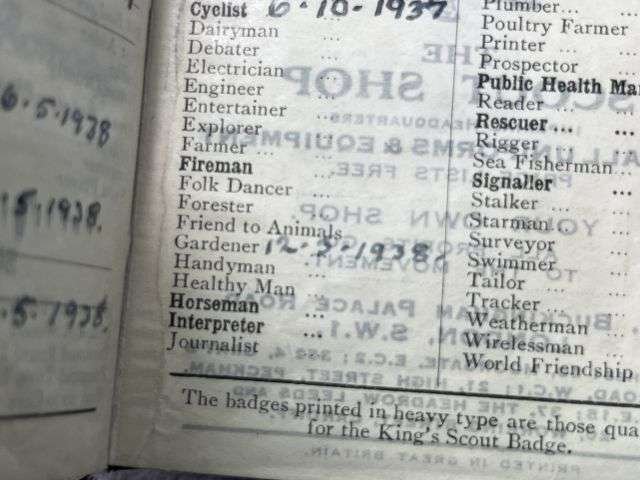 6.5.1938
5.1938.
.5.1938.
Cyclist 6.10.1937
Dairyman ...
Debater ...
Electrician ...
Engineer ...
Entertainer ...
Explorer ...
Farmer ...
Fireman ...
Folk Dancer ...
Forester ...
Friend to Animals
Gardener 12.3.1938.
Handyman ...
Healthy Man ...
Horseman ...
Interpreter ...
Journalist ...
Plumber...
Poultry Farmer
Printer ...
Prospector
Public Health Ma
Reader ...
Rescuer ...
Rigger ...
Sea Fisherman...
Signaller ...
Stalker ...
Starman ...
Surveyor ...
Swimmer ...
Tailor ...
Tracker ...
Weatherman ...
Wirelessman ...
World Friendship
The badges printed in heavy type are those qua
for the King's Scout Badge.